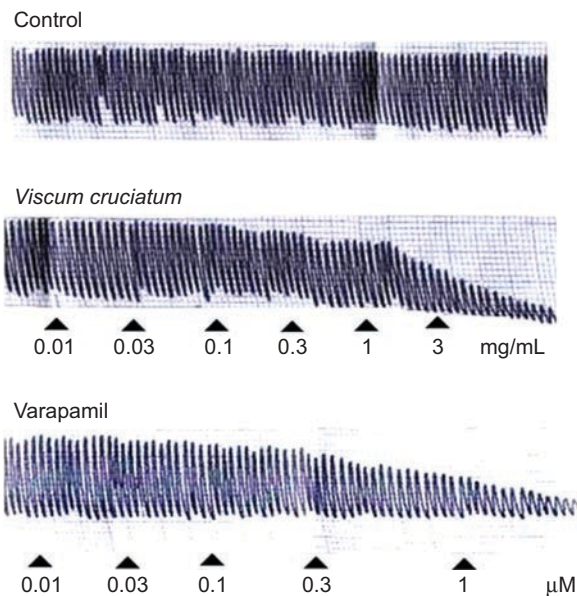 Control
Viscum cruciatum
0.01 0.03 0.1 0.3 1 3 mg/mL
Varapamil
0.01 0.03 0.1 0.3 1 μM